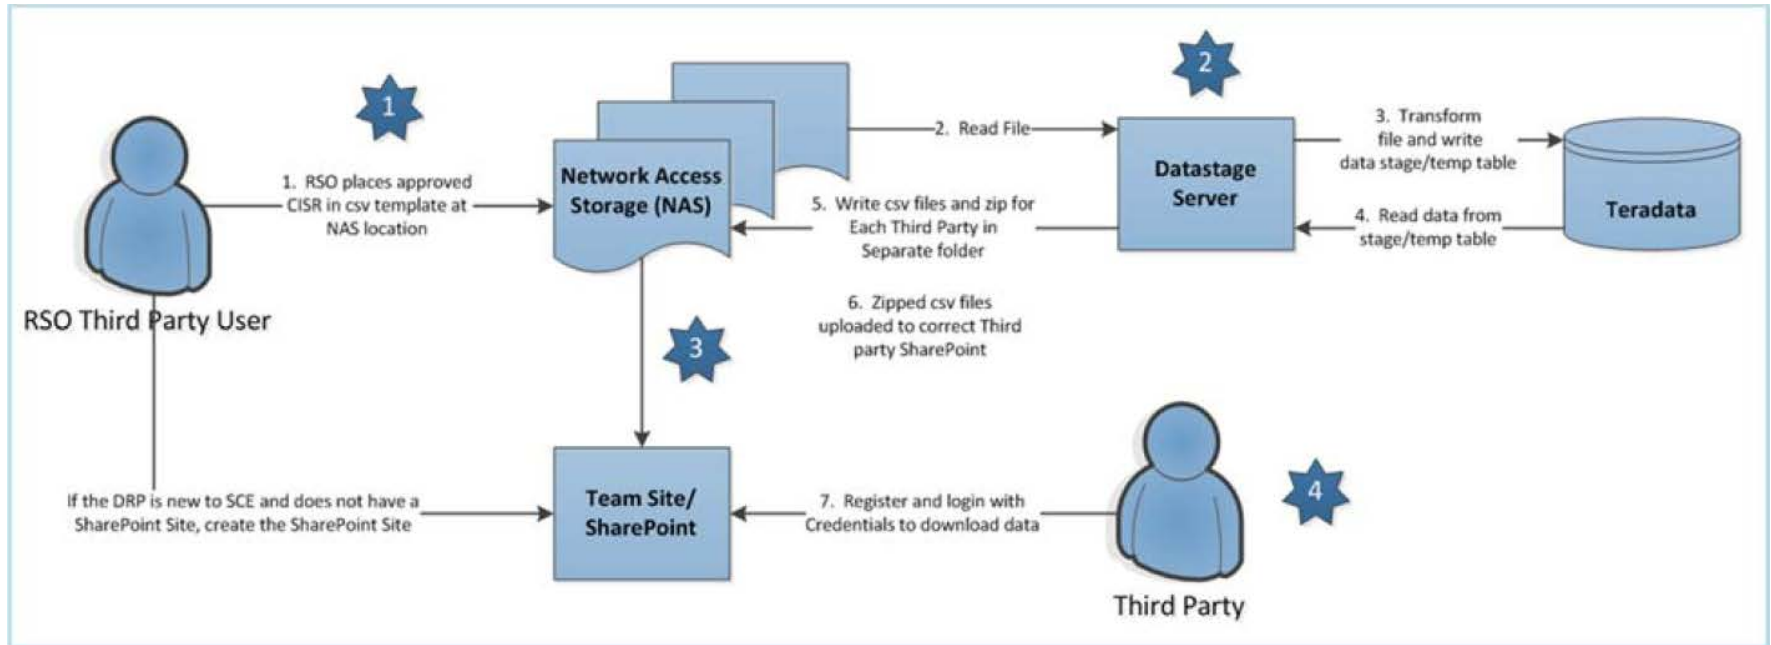 1
2
1. RSO places approved
CISR in csv template at
NAS location
RSO Third Party User
Network Access
Storage (NAS)
2. Read File
Datastage
Server
3. Transform
file and write
data stage/temp table
Teradata
4. Read data from
stage/temp table
5. Write csv files and zip for
Each Third Party in
Separate folder
6. Zipped csv files
uploaded to correct Third
party SharePoint
3
If the DRP is new to SCE and does not have a
SharePoint Site, create the SharePoint Site
Team Site/
SharePoint
7. Register and login with
Credentials to download data
4
Third Party